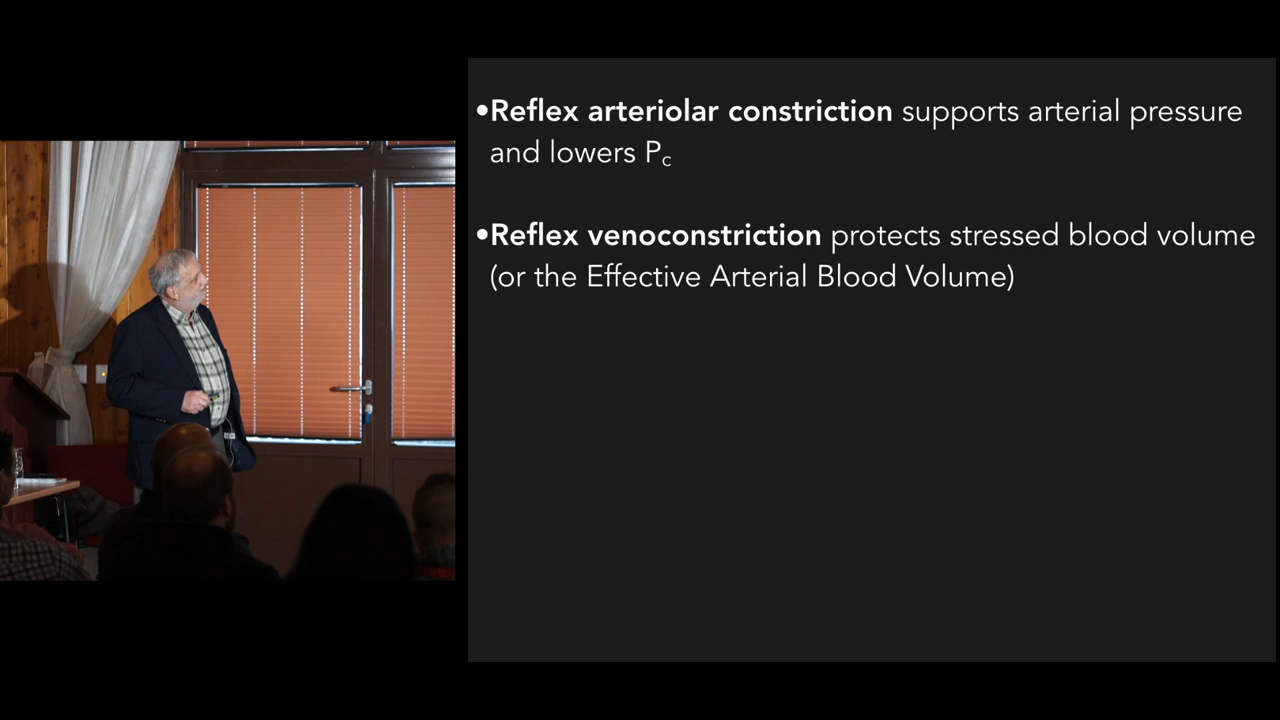 •Reflex arteriolar constriction supports arterial pressure
and lowers Pc
•Reflex venoconstriction protects stressed blood volume
(or the Effective Arterial Blood Volume)